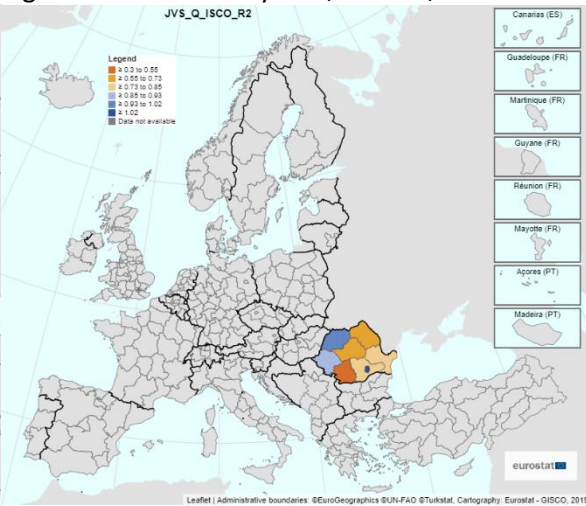 JVS_Q_ISCO_R2
Legend
≥ 0.3 to 0.55
≥ 0.55 to 0.73
≥ 0.73 to 0.85
≥ 0.85 to 0.93
≥ 0.93 to 1.02
≥ 1.02
Data not available
Canarias (ES)
Guadeloupe (FR)
Martinique (FR)
Guyane (FR)
Réunion (FR)
Mayotte (FR)
Açores (PT)
Madeira (PT)
eurostat
Leaflet | Administrative boundaries: ©EuroGeographics ©UN-FAO ©Turkstat, Cartography: Eurostat - GISCO, 2019